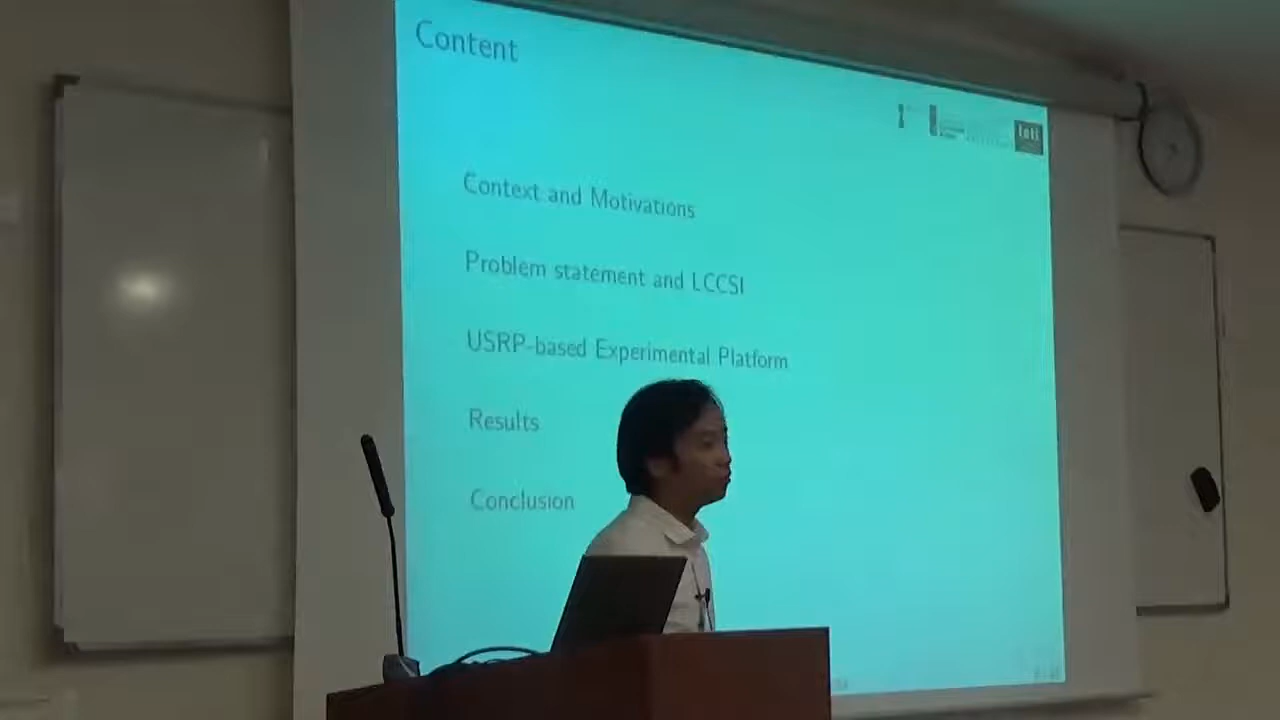 Content
Context and Motivations
Problem statement and LCCSI
USRP-based Experimental Platform
Results
Conclusion